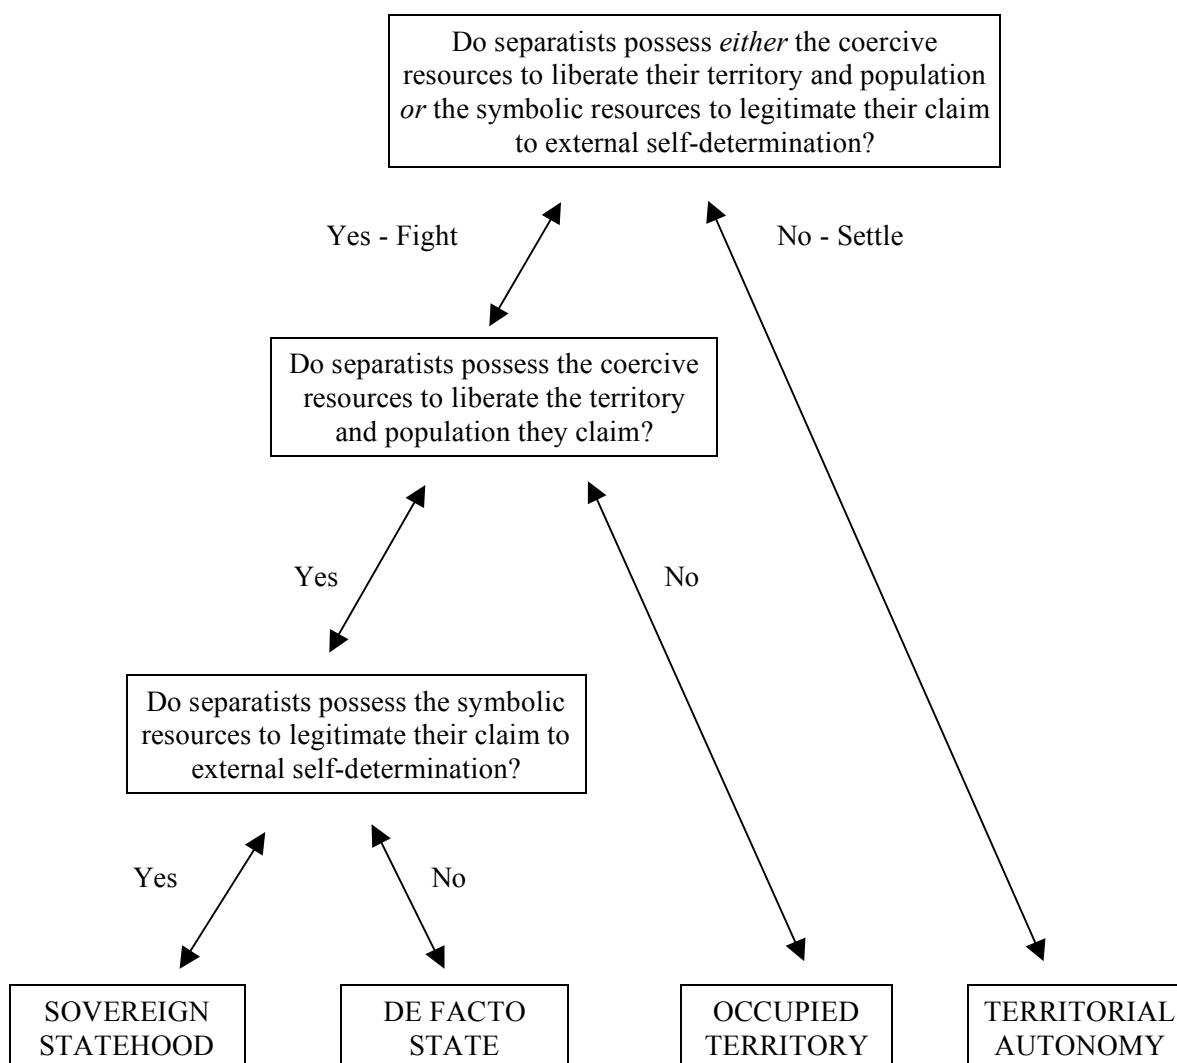 Do separatists possess either the coercive
resources to liberate their territory and population
or the symbolic resources to legitimate their claim
to external self-determination?
Yes - Fight
No - Settle
Do separatists possess the coercive
resources to liberate the territory
and population they claim?
Yes
No
Do separatists possess the symbolic
resources to legitimate their claim to
external self-determination?
Yes
No
SOVEREIGN
STATEHOOD
DE FACTO
STATE
OCCUPIED
TERRITORY
TERRITORIAL
AUTONOMY